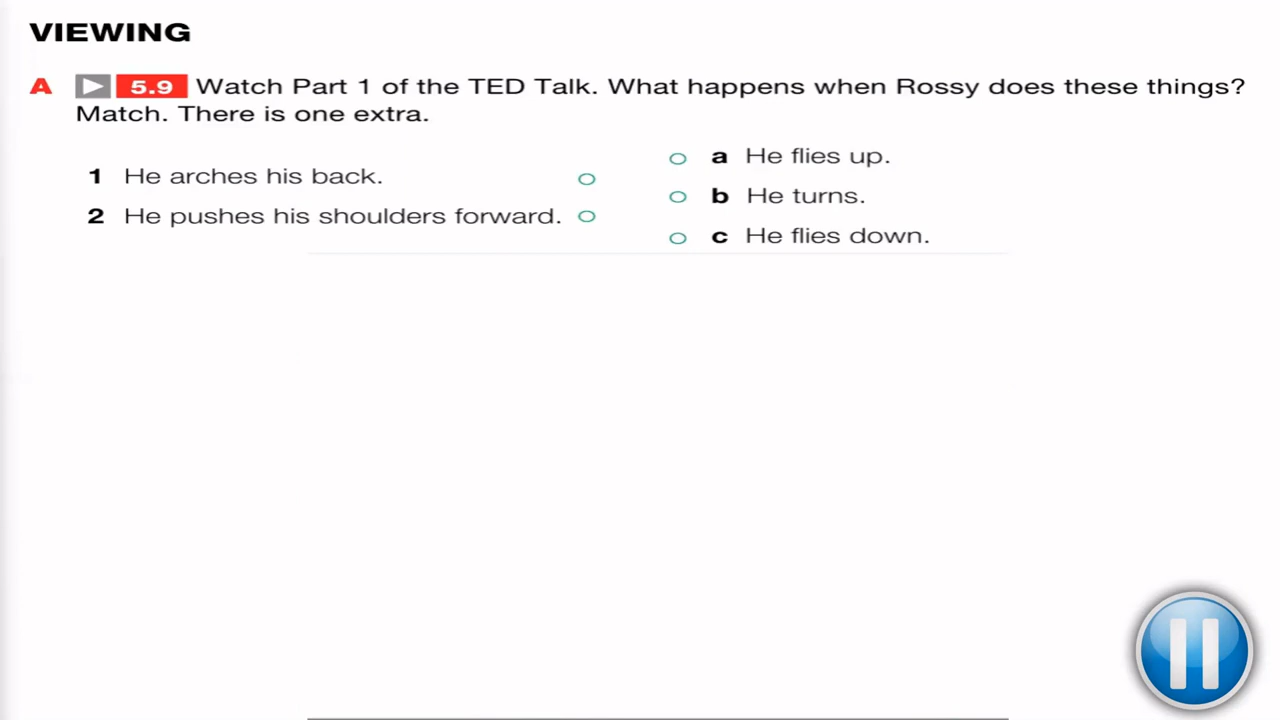 VIEWING
A 5.9 Watch Part 1 of the TED Talk. What happens when Rossy does these things?
Match. There is one extra.
1 He arches his back.
2 He pushes his shoulders forward.
a He flies up.
b He turns.
c He flies down.